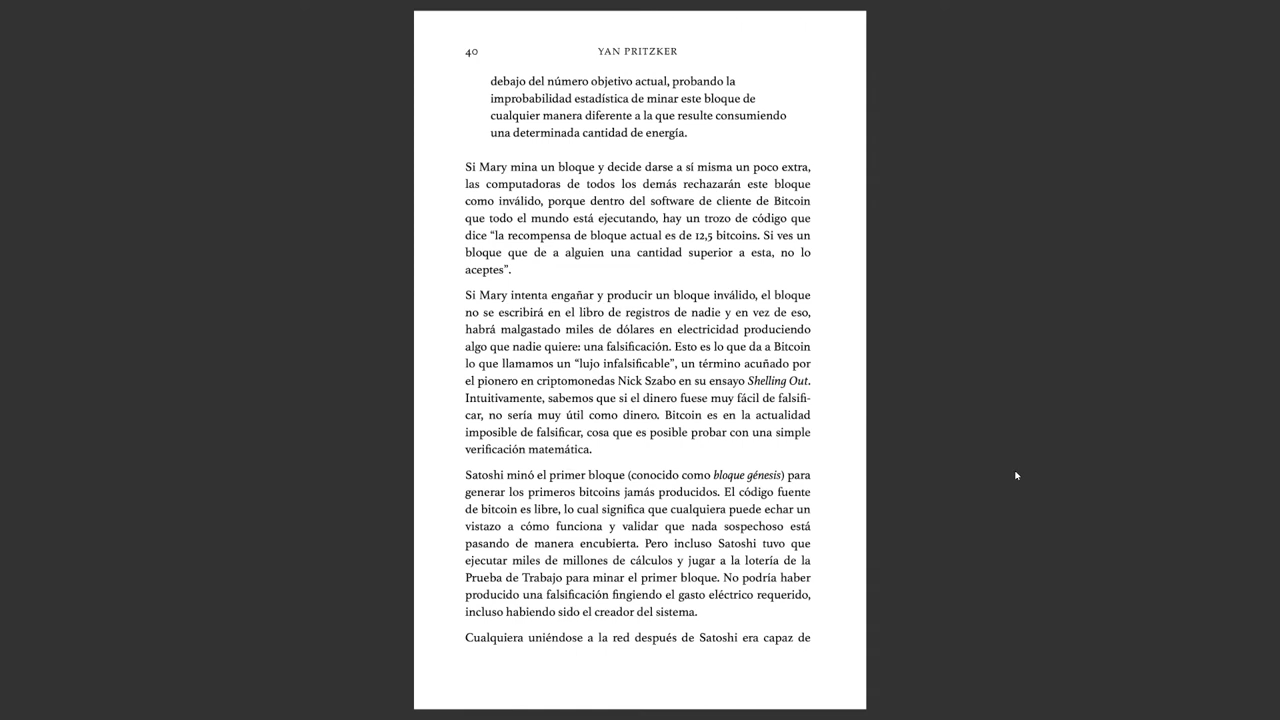 40
YAN PRITZKER
debajo del número objetivo actual, probando la
improbabilidad estadística de minar este bloque de
cualquier manera diferente a la que resulte consumiendo
una determinada cantidad de energía.
Si Mary mina un bloque y decide darse a sí misma un poco extra,
las computadoras de todos los demás rechazarán este bloque
como inválido, porque dentro del software de cliente de Bitcoin
que todo el mundo está ejecutando, hay un trozo de código que
dice “la recompensa de bloque actual es de 12,5 bitcoins. Si ves un
bloque que de a alguien una cantidad superior a esta, no lo
aceptes”.
Si Mary intenta engañar y producir un bloque inválido, el bloque
no se escribirá en el libro de registros de nadie y en vez de eso,
habrá malgastado miles de dólares en electricidad produciendo
algo que nadie quiere: una falsificación. Esto es lo que da a Bitcoin
lo que llamamos un “lujo infalsificable”, un término acuñado por
el pionero en criptomonedas Nick Szabo en su ensayo Shelling Out.
Intuitivamente, sabemos que si el dinero fuese muy fácil de falsifi-
car, no sería muy útil como dinero. Bitcoin es en la actualidad
imposible de falsificar, cosa que es posible probar con una simple
verificación matemática.
Satoshi minó el primer bloque (conocido como bloque génesis) para
generar los primeros bitcoins jamás producidos. El código fuente
de bitcoin es libre, lo cual significa que cualquiera puede echar un
vistazo a cómo funciona y validar que nada sospechoso está
pasando de manera encubierta. Pero incluso Satoshi tuvo que
ejecutar miles de millones de cálculos y jugar a la lotería de la
Prueba de Trabajo para minar el primer bloque. No podría haber
producido una falsificación fingiendo el gasto eléctrico requerido,
incluso habiendo sido el creador del sistema.
Cualquiera uniéndose a la red después de Satoshi era capaz de